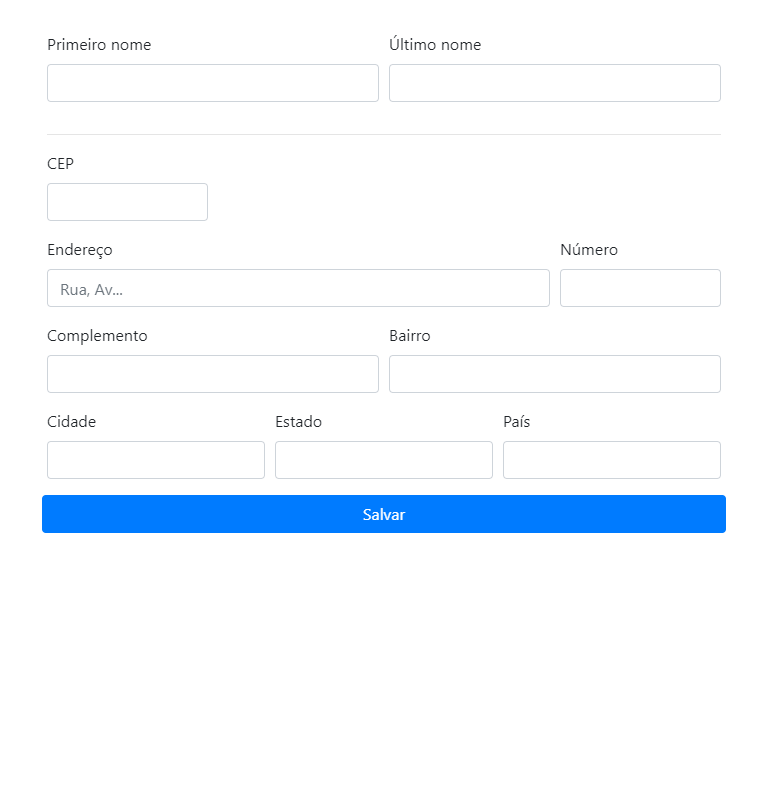 Primeiro nome Último nome
CEP
Endereço Número
Rua, Av...
Complemento Bairro
Cidade Estado País
Salvar